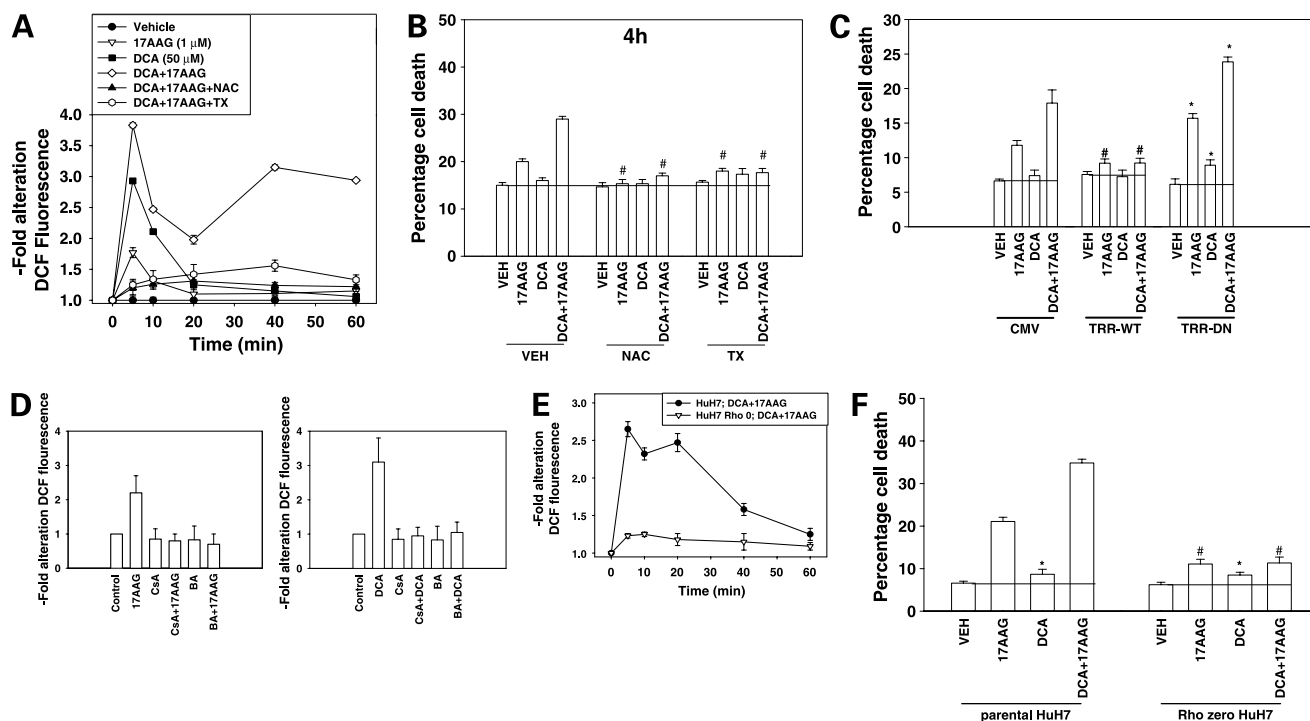 A
Vehicle
17AAG (1 μM)
DCA (50 μM)
DCA+17AAG
DCA+17AAG+NAC
DCA+17AAG+TX
-Fold alteration
DCF Fluorescence
4.0
3.5
3.0
2.5
2.0
1.5
1.0
0 10 20 30 40 50 60
Time (min)
B
4h
Percentage cell death
50
40
30
20
10
0
# # # #
VEH 17AAG DCA DCA+17AAG VEH 17AAG DCA DCA+17AAG VEH 17AAG DCA DCA+17AAG
VEH NAC TX
C
Percentage cell death
30
25
20
15
10
5
0
# # * * *
VEH 17AAG DCA DCA+17AAG VEH 17AAG DCA DCA+17AAG VEH 17AAG DCA DCA+17AAG
CMV TRR-WT TRR-DN
D
-Fold alteration DCF flourescence
4
3
2
1
0
Control 17AAG CsA CsA+17AAG BA BA+17AAG
-Fold alteration DCF flourescence
4
3
2
1
0
Control DCA CsA CsA+DCA BA BA+DCA
E
HuH7; DCA+17AAG
HuH7 Rho 0; DCA+17AAG
-Fold alteration
DCF flourescence
3.0
2.5
2.0
1.5
1.0
0 10 20 30 40 50 60
Time (min)
F
Percentage cell death
50
40
30
20
10
0
* # * #
VEH 17AAG DCA DCA+17AAG VEH 17AAG DCA DCA+17AAG
parental HuH7 Rho zero HuH7